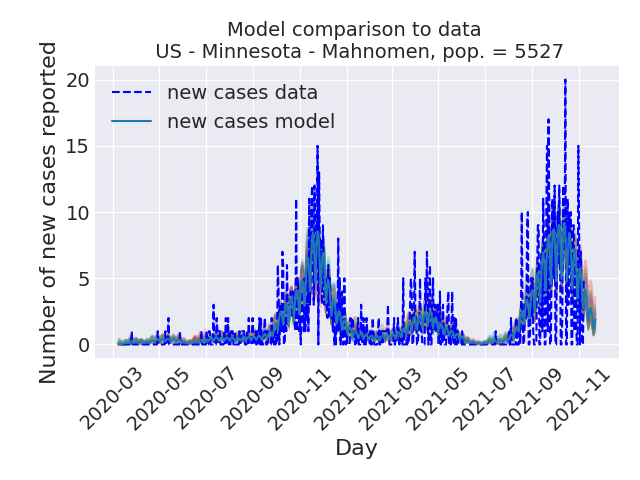 Model comparison to data
US - Minnesota - Mahnomen, pop. = 5527
Number of new cases reported
20
15
10
5
0
new cases data
new cases model
2020-03
2020-05
2020-07
2020-09
2020-11
2021-01
2021-03
2021-05
2021-07
2021-09
2021-11
Day